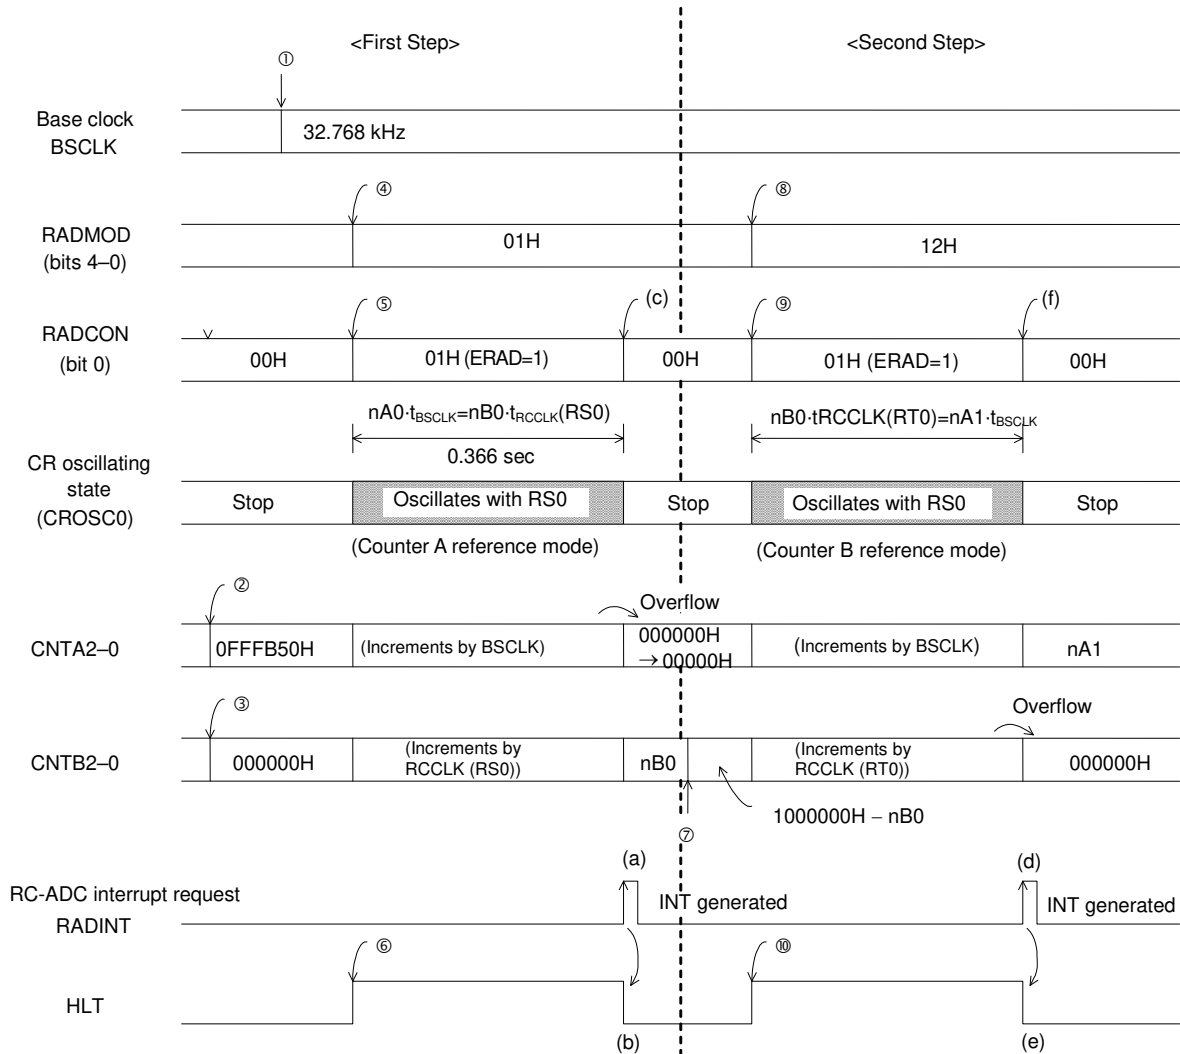 <First Step>
<Second Step>
①
Base clock
BSCLK
32.768 kHz
④
⑧
RADMOD
(bits 4–0)
01H
12H
⑤
(c)
⑨
(f)
RADCON
(bit 0)
00H
01H (ERAD=1)
00H
01H (ERAD=1)
00H
nA0·tBSCLK=nB0·tRCCLK(RS0)
nB0·tRCCLK(RT0)=nA1·tBSCLK
0.366 sec
CR oscillating
state
(CROSC0)
Stop
Oscillates with RS0
Stop
Oscillates with RS0
Stop
(Counter A reference mode)
(Counter B reference mode)
②
Overflow
CNTA2–0
0FFFB50H
(Increments by BSCLK)
000000H
→ 00000H
(Increments by BSCLK)
nA1
③
Overflow
CNTB2–0
000000H
(Increments by
RCCLK (RS0))
nB0
(Increments by
RCCLK (RT0))
000000H
1000000H – nB0
⑦
(a)
(d)
RC-ADC interrupt request
RADINT
INT generated
INT generated
⑥
⑩
HLT
(b)
(e)